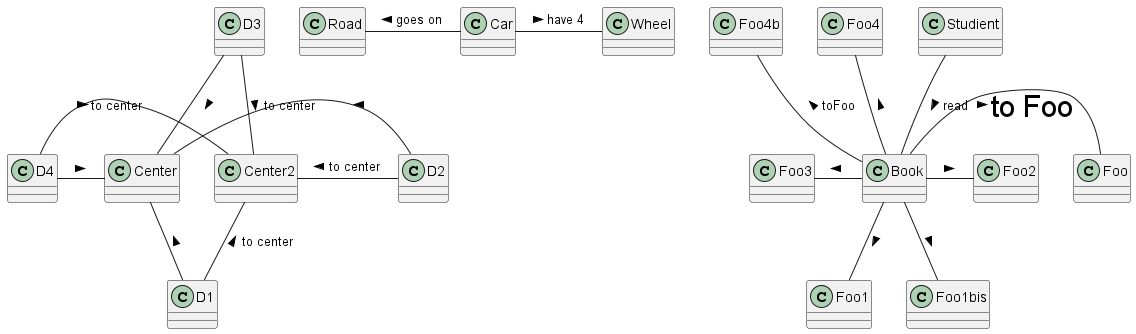 C D3
C Road
goes on
C Car
have 4
C Wheel
C Foo4b
C Foo4
C Studient
to center
to center
toFoo
read
to Foo
C D4
C Center
C Center2
to center
C D2
C Foo3
C Book
C Foo2
C Foo
to center
C D1
C Foo1
C Foo1bis